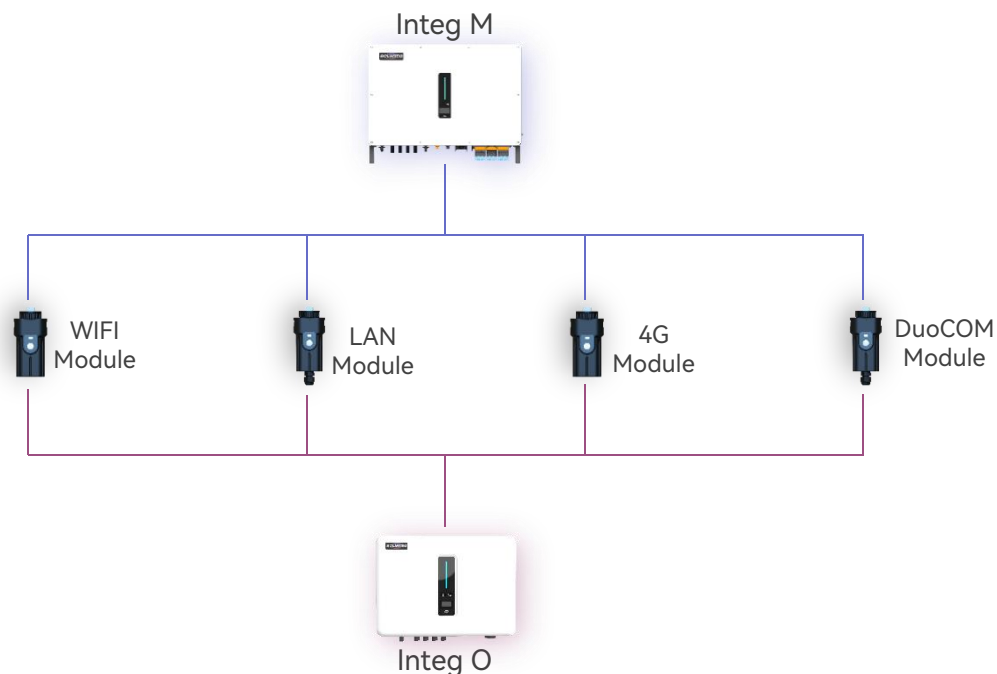 Integ M
WIFI
Module
LAN
Module
4G
Module
DuoCOM
Module
Integ O